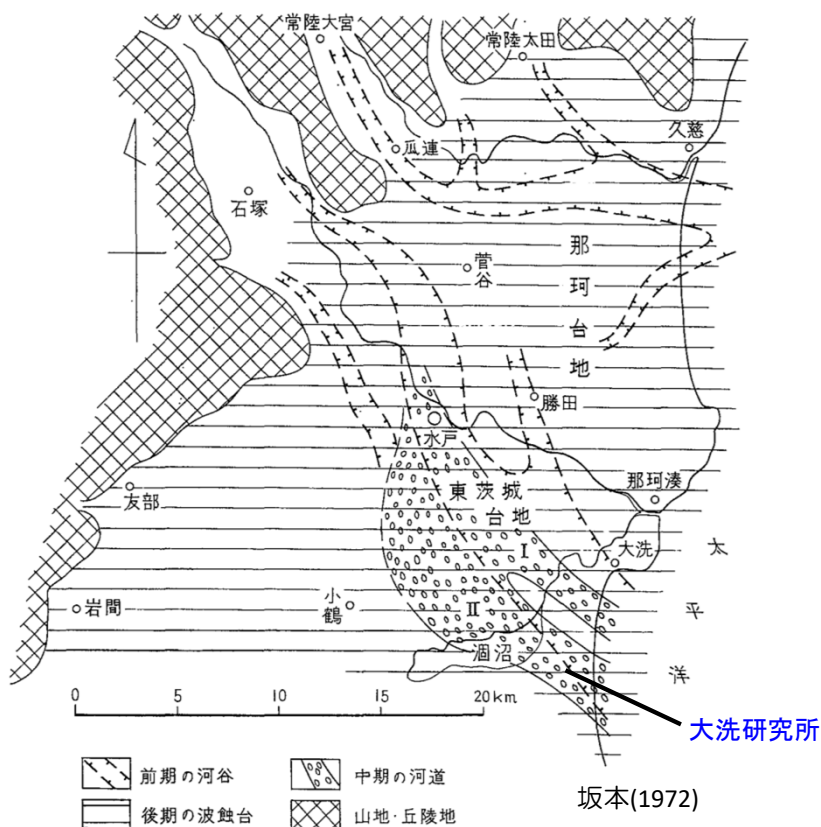 常陸大宮
常陸太田
久慈
瓜連
石塚
菅谷
那珂台地
勝田
水戸
那珂湊
東茨城
台地
友部
I
大洗
太平洋
岩間
小鶴
II
涸沼
0 5 10 15 20km
大洗研究所
前期の河谷
中期の河道
後期の波蝕台
山地・丘陵地
坂本(1972)